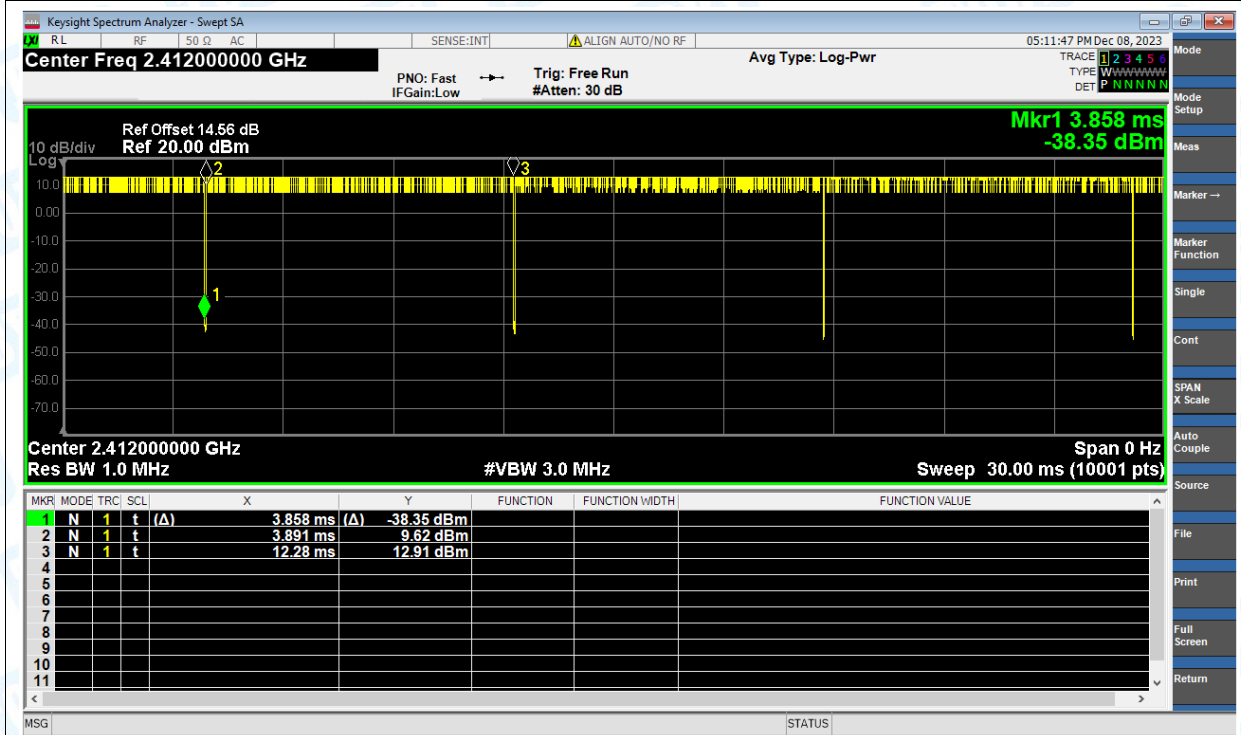 Keysight Spectrum Analyzer - Swept SA
LXI RL RF 50 Ω AC SENSE:INT ALIGN AUTO/NO RF 05:11:47 PM Dec 08, 2023
Center Freq 2.412000000 GHz
PNO: Fast
IFGain:Low
Trig: Free Run
#Atten: 30 dB
Avg Type: Log-Pwr
TRACE 1 2 3 4 5 6
TYPE WWWWWW
DET P N N N N N
Mkr1 3.858 ms
-38.35 dBm
Ref Offset 14.56 dB
10 dB/div Ref 20.00 dBm
Log
10.0
0.00
-10.0
-20.0
-30.0
-40.0
-50.0
-60.0
-70.0
2
3
1
Center 2.412000000 GHz Span 0 Hz
Res BW 1.0 MHz #VBW 3.0 MHz Sweep 30.00 ms (10001 pts)
MKR MODE TRC SCL X Y FUNCTION FUNCTION WIDTH FUNCTION VALUE
1 N 1 t (Δ) 3.858 ms (Δ) -38.35 dBm
2 N 1 t 3.891 ms 9.62 dBm
3 N 1 t 12.28 ms 12.91 dBm
4
5
6
7
8
9
10
11
MSG STATUS
Mode
Mode Setup
Meas
Marker →
Marker Function
Single
Cont
SPAN X Scale
Auto Couple
Source
File
Print
Full Screen
Return